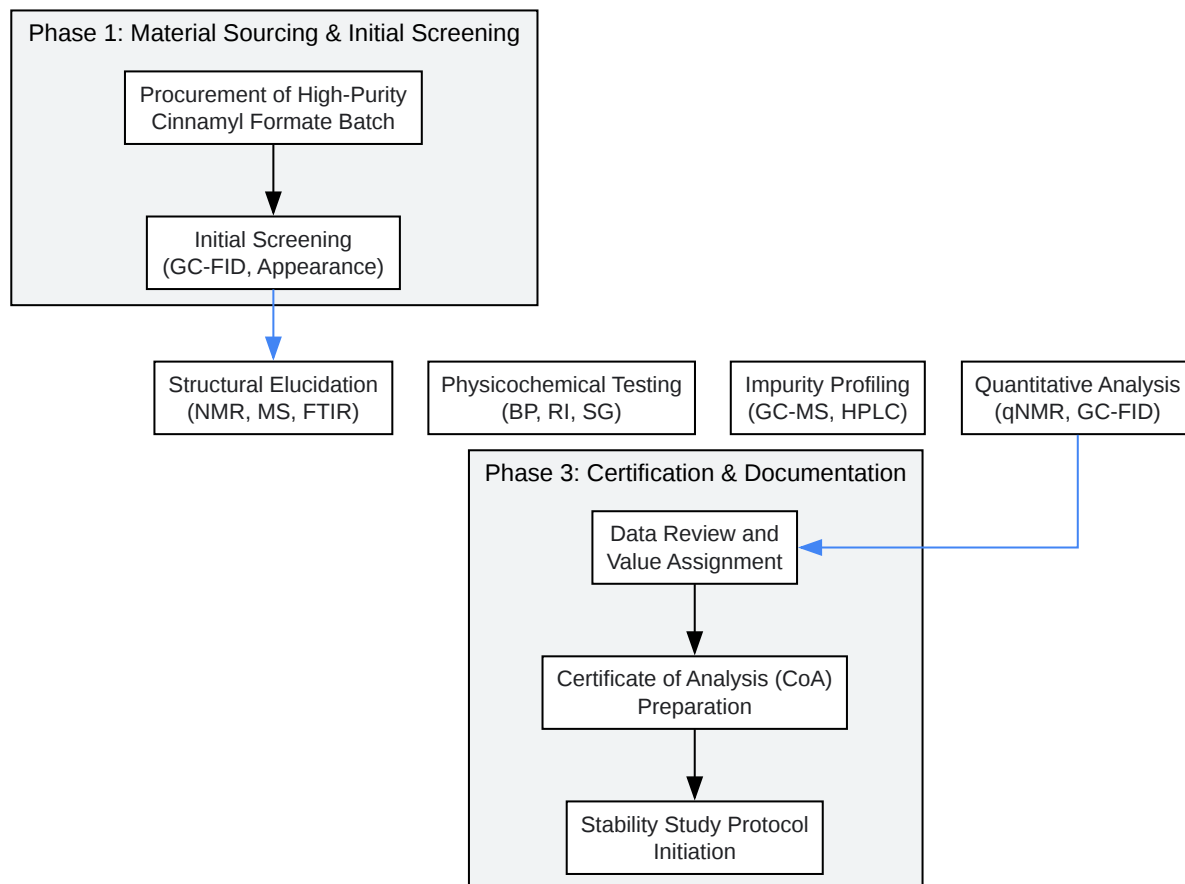 Phase 1: Material Sourcing & Initial Screening
Procurement of High-Purity
Cinnamyl Formate Batch
Initial Screening
(GC-FID, Appearance)
Structural Elucidation
(NMR, MS, FTIR)
Physicochemical Testing
(BP, RI, SG)
Impurity Profiling
(GC-MS, HPLC)
Quantitative Analysis
(qNMR, GC-FID)
Phase 3: Certification & Documentation
Data Review and
Value Assignment
Certificate of Analysis (CoA)
Preparation
Stability Study Protocol
Initiation